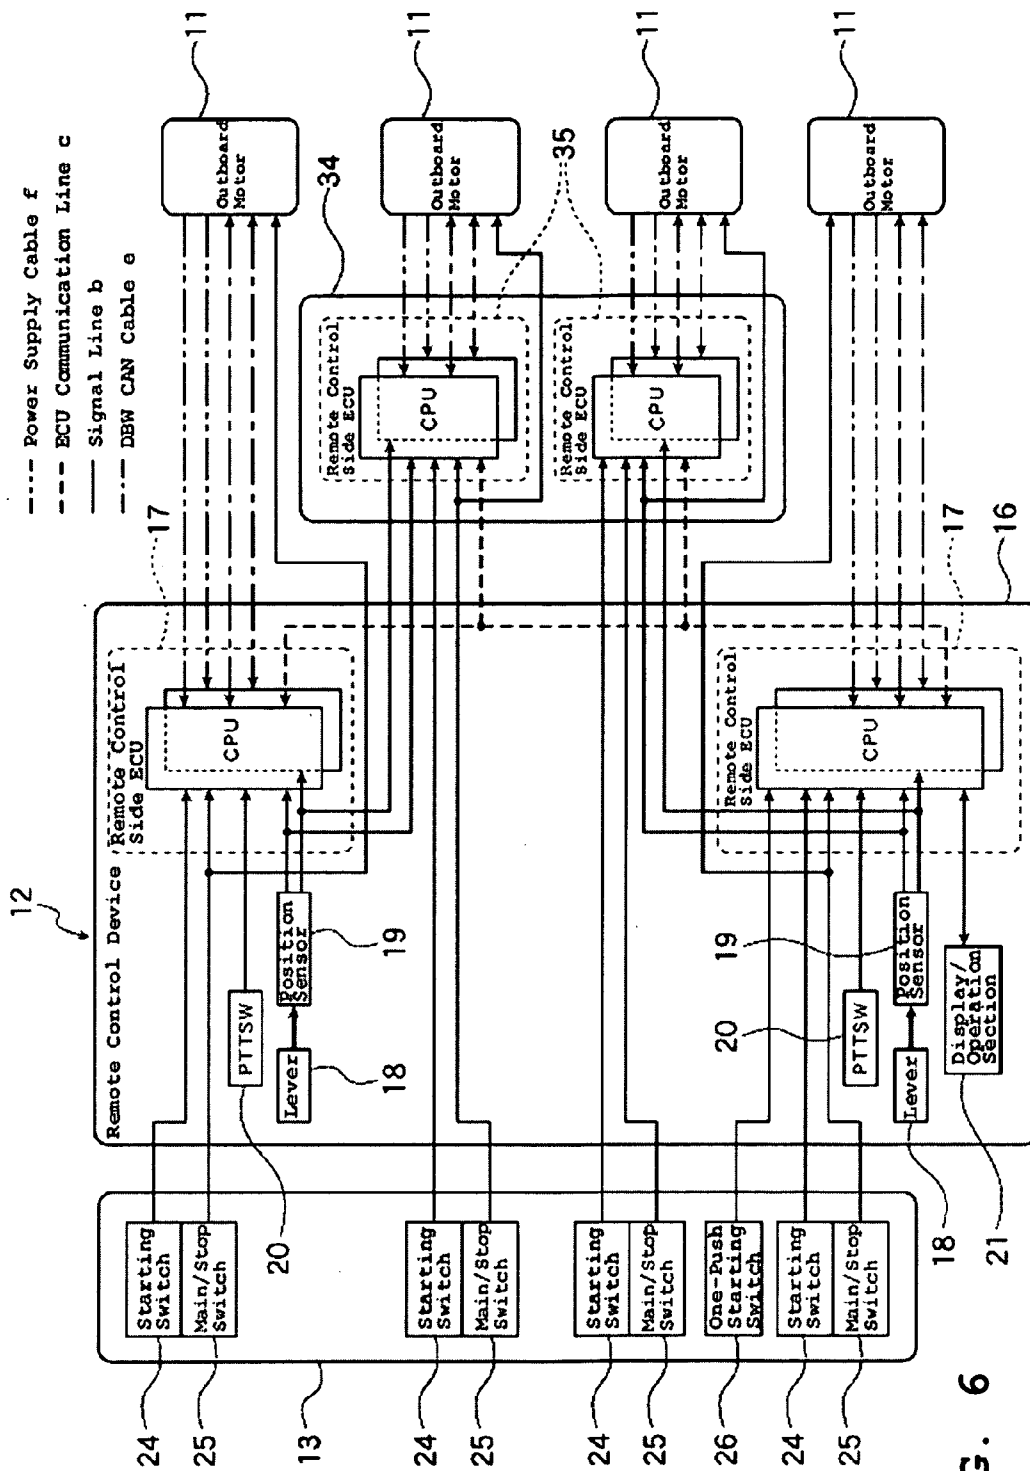 Power Supply Cable f
ECU Communication Line c
Signal Line b
DBW CAN Cable e
12
Remote Control Device
24
Starting
Switch
25
Main/Stop
Switch
13
20
PTTSW
Lever
18
Position
Sensor
19
Remote Control
Side ECU
CPU
17
Outboard
Motor
11
24
Starting
Switch
25
Main/Stop
Switch
34
Remote Control
Side ECU
CPU
35
Outboard
Motor
11
24
Starting
Switch
25
Main/Stop
Switch
Remote Control
Side ECU
CPU
Outboard
Motor
11
26
One-Push
Starting
Switch
24
Starting
Switch
25
Main/Stop
Switch
20
PTTSW
Lever
18
19
Position
Sensor
Display/
Operation
Section
21
Remote Control
Side ECU
CPU
17
16
Outboard
Motor
11
G. 6